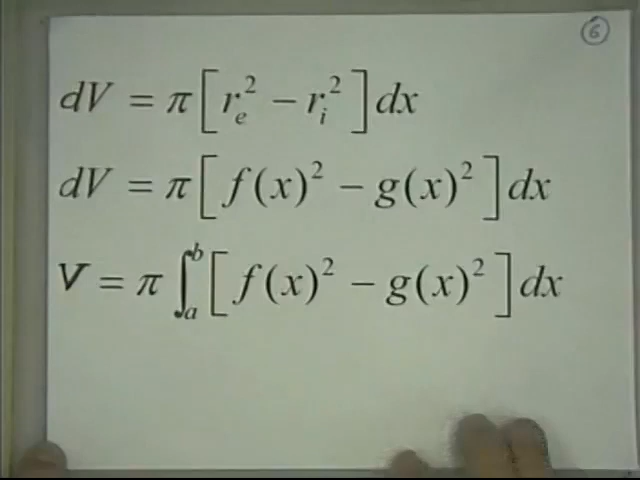 6
dV = π[r_e^2 − r_i^2]dx
dV = π[f(x)^2 − g(x)^2]dx
V = π∫_a^b[f(x)^2 − g(x)^2]dx